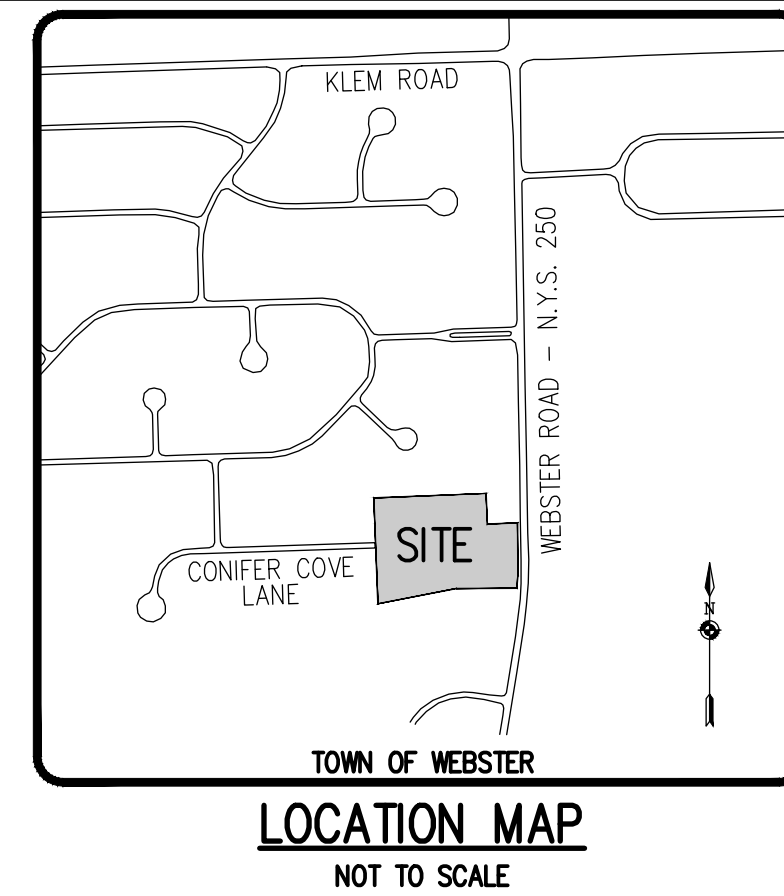 KLEM ROAD
WEBSTER ROAD - N.Y.S. 250
SITE
CONIFER COVE
LANE
N
TOWN OF WEBSTER
LOCATION MAP
NOT TO SCALE